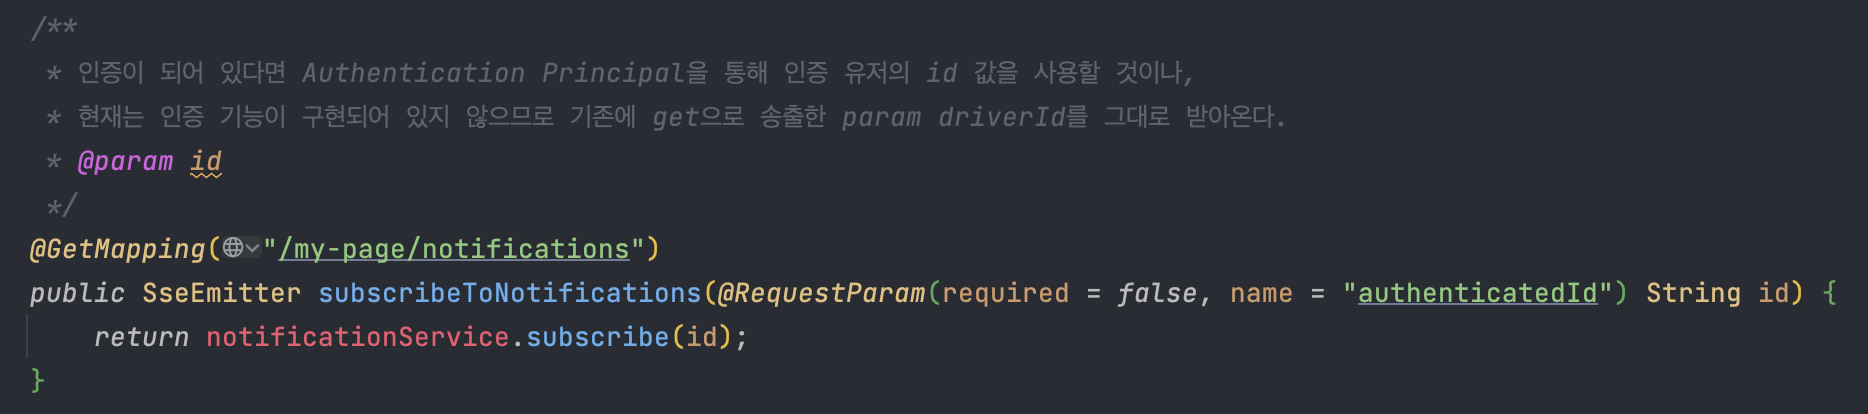 /**
 * 인증이 되어 있다면 Authentication Principal을 통해 인증 유저의 id 값을 사용할 것이나,
 * 현재는 인증 기능이 구현되어 있지 않으므로 기존에 get으로 송출한 param driverId를 그대로 받아온다.
 * @param id
 */
@GetMapping("/my-page/notifications")
public SseEmitter subscribeToNotifications(@RequestParam(required = false, name = "authenticatedId") String id) {
    return notificationService.subscribe(id);
}